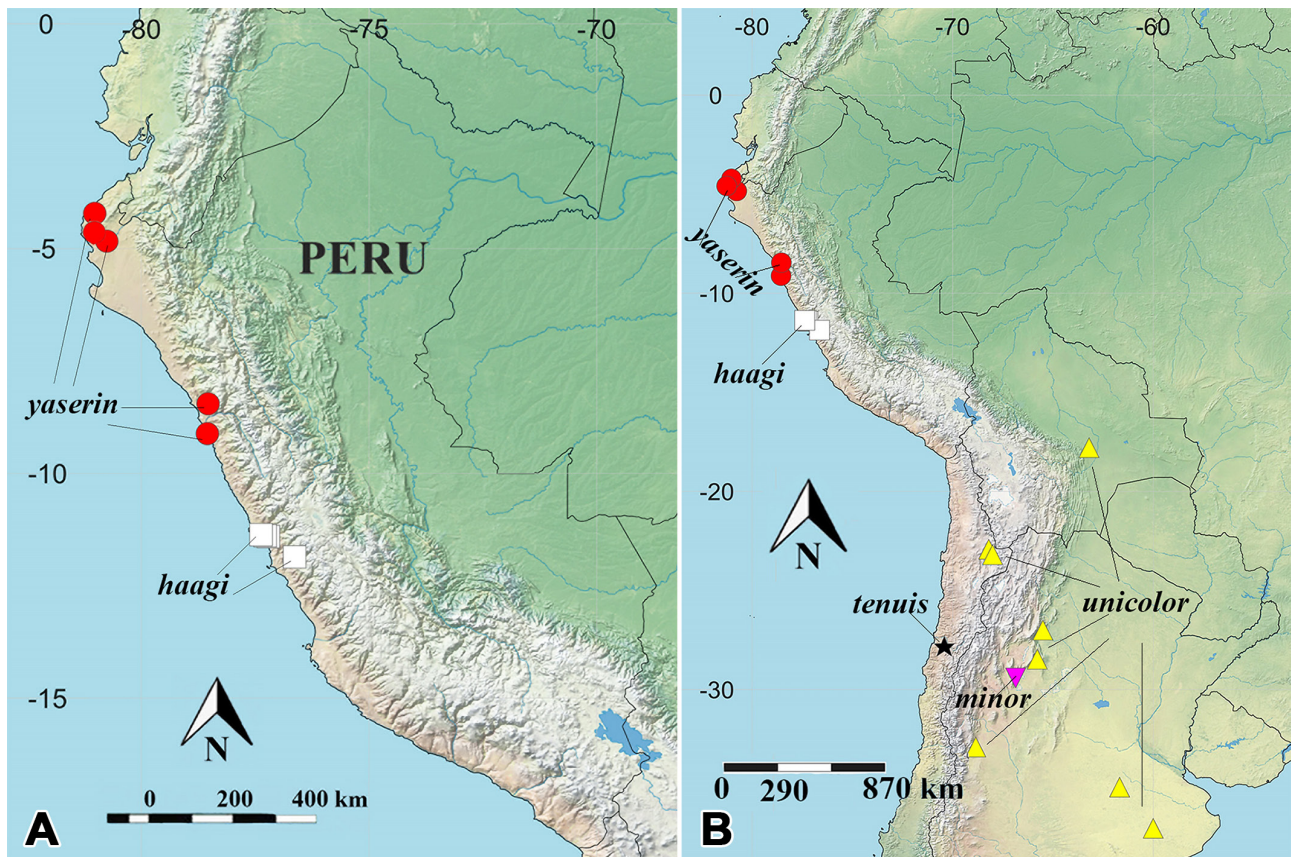 0
-80
-75
-70
-5
PERU
yaserin
-10
haagi
-15
N
0 200 400 km
A
-80
-70
-60
0
yaserin
-10
haagi
-20
N
tenuis
unicolor
-30
minor
0 290 870 km
B